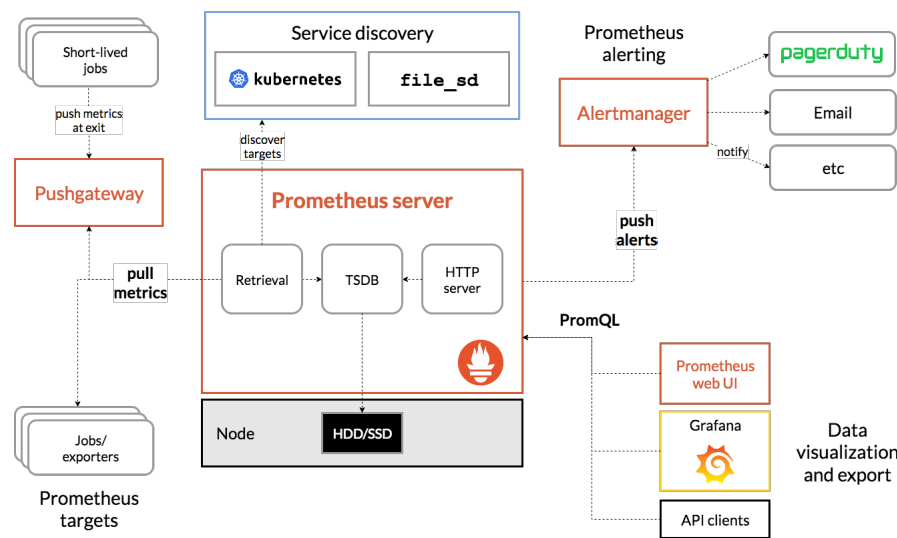 Short-lived
jobs
push metrics
at exit
Pushgateway
pull
metrics
Jobs/
exporters
Prometheus
targets
Service discovery
kubernetes
file_sd
discover
targets
Prometheus server
Retrieval
TSDB
HTTP
server
Node
HDD/SSD
Prometheus
alerting
Alertmanager
push
alerts
notify
pagerduty
Email
etc
PromQL
Prometheus
web UI
Grafana
API clients
Data
visualization
and export